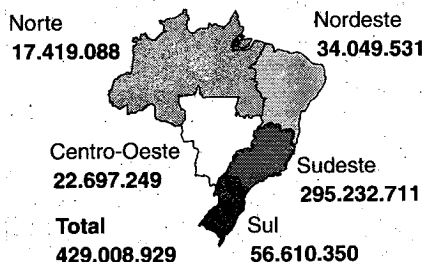 Norte
17.419.088
Nordeste
34.049.531
Centro-Oeste
22.697.249
Sudeste
295.232.711
Total
429.008.929
Sul
56.610.350